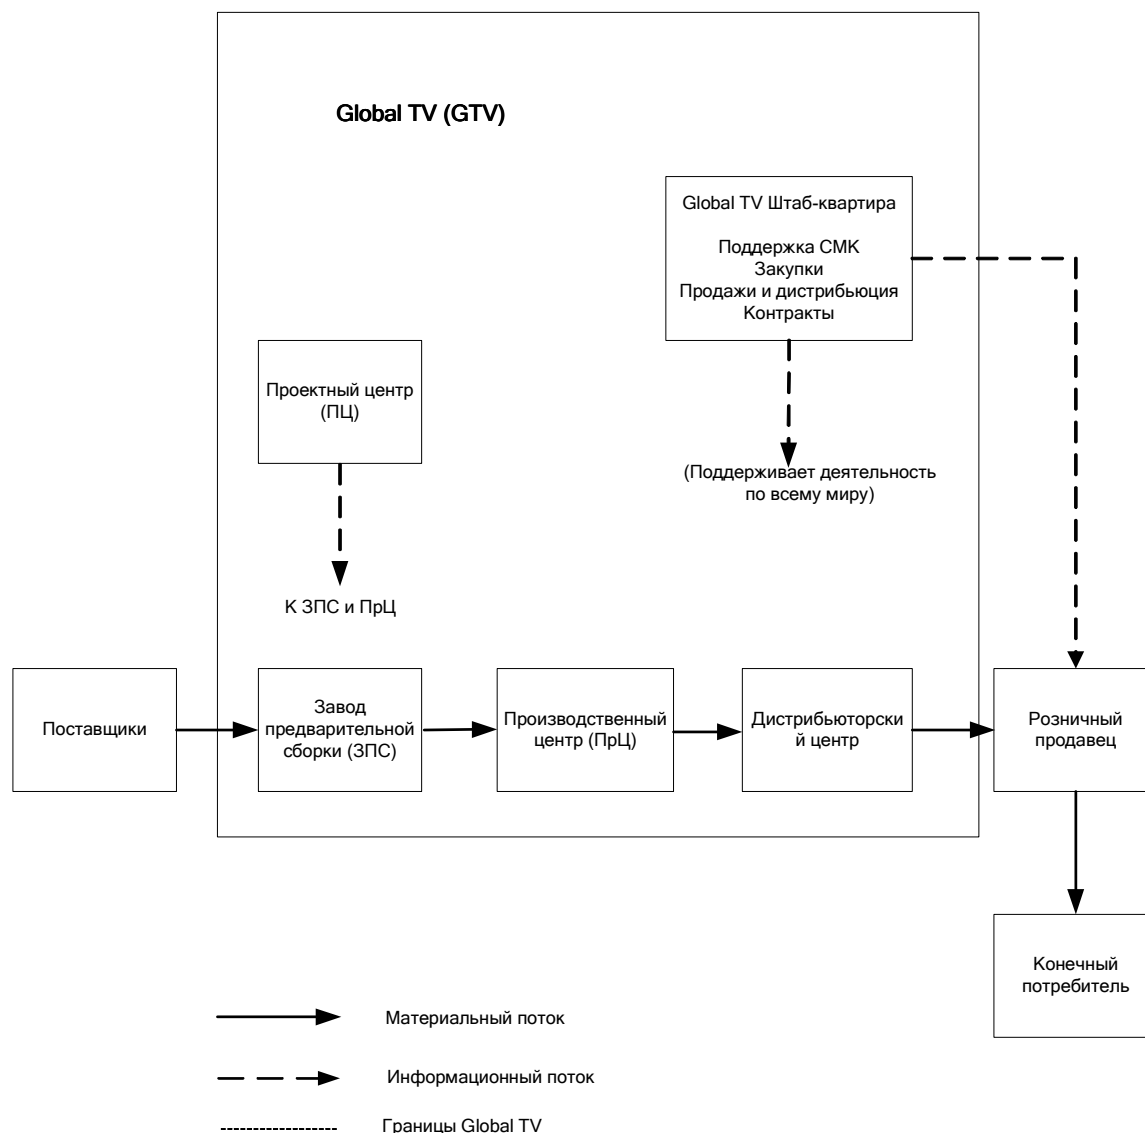 Global TV (GTV)
Global TV Штаб-квартира
Поддержка СМК
Закупки
Продажи и дистрибьюция
Контракты
Проектный центр
(ПЦ)
(Поддерживает деятельность
по всему миру)
К ЗПС и ПрЦ
Поставщики
Завод
предварительной
сборки (ЗПС)
Производственный
центр (ПрЦ)
Дистрибьюторски
й центр
Розничный
продавец
Конечный
потребитель
Материальный поток
Информационный поток
Границы Global TV